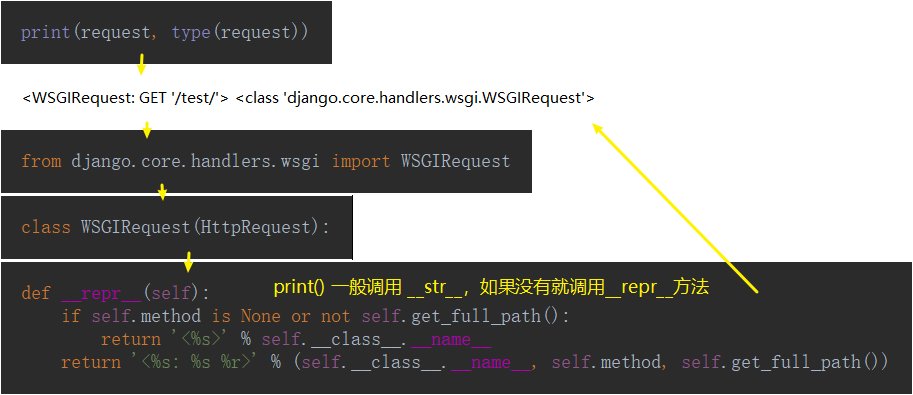 print(request, type(request))
<WSGIRequest: GET '/test/'> <class 'django.core.handlers.wsgi.WSGIRequest'>
from django.core.handlers.wsgi import WSGIRequest
class WSGIRequest(HttpRequest):
def __repr__(self):
print() 一般调用 __str__，如果没有就调用__repr__方法
if self.method is None or not self.get_full_path():
return '<%s>' % self.__class__.__name__
return '<%s: %s %r>' % (self.__class__.__name__, self.method, self.get_full_path())